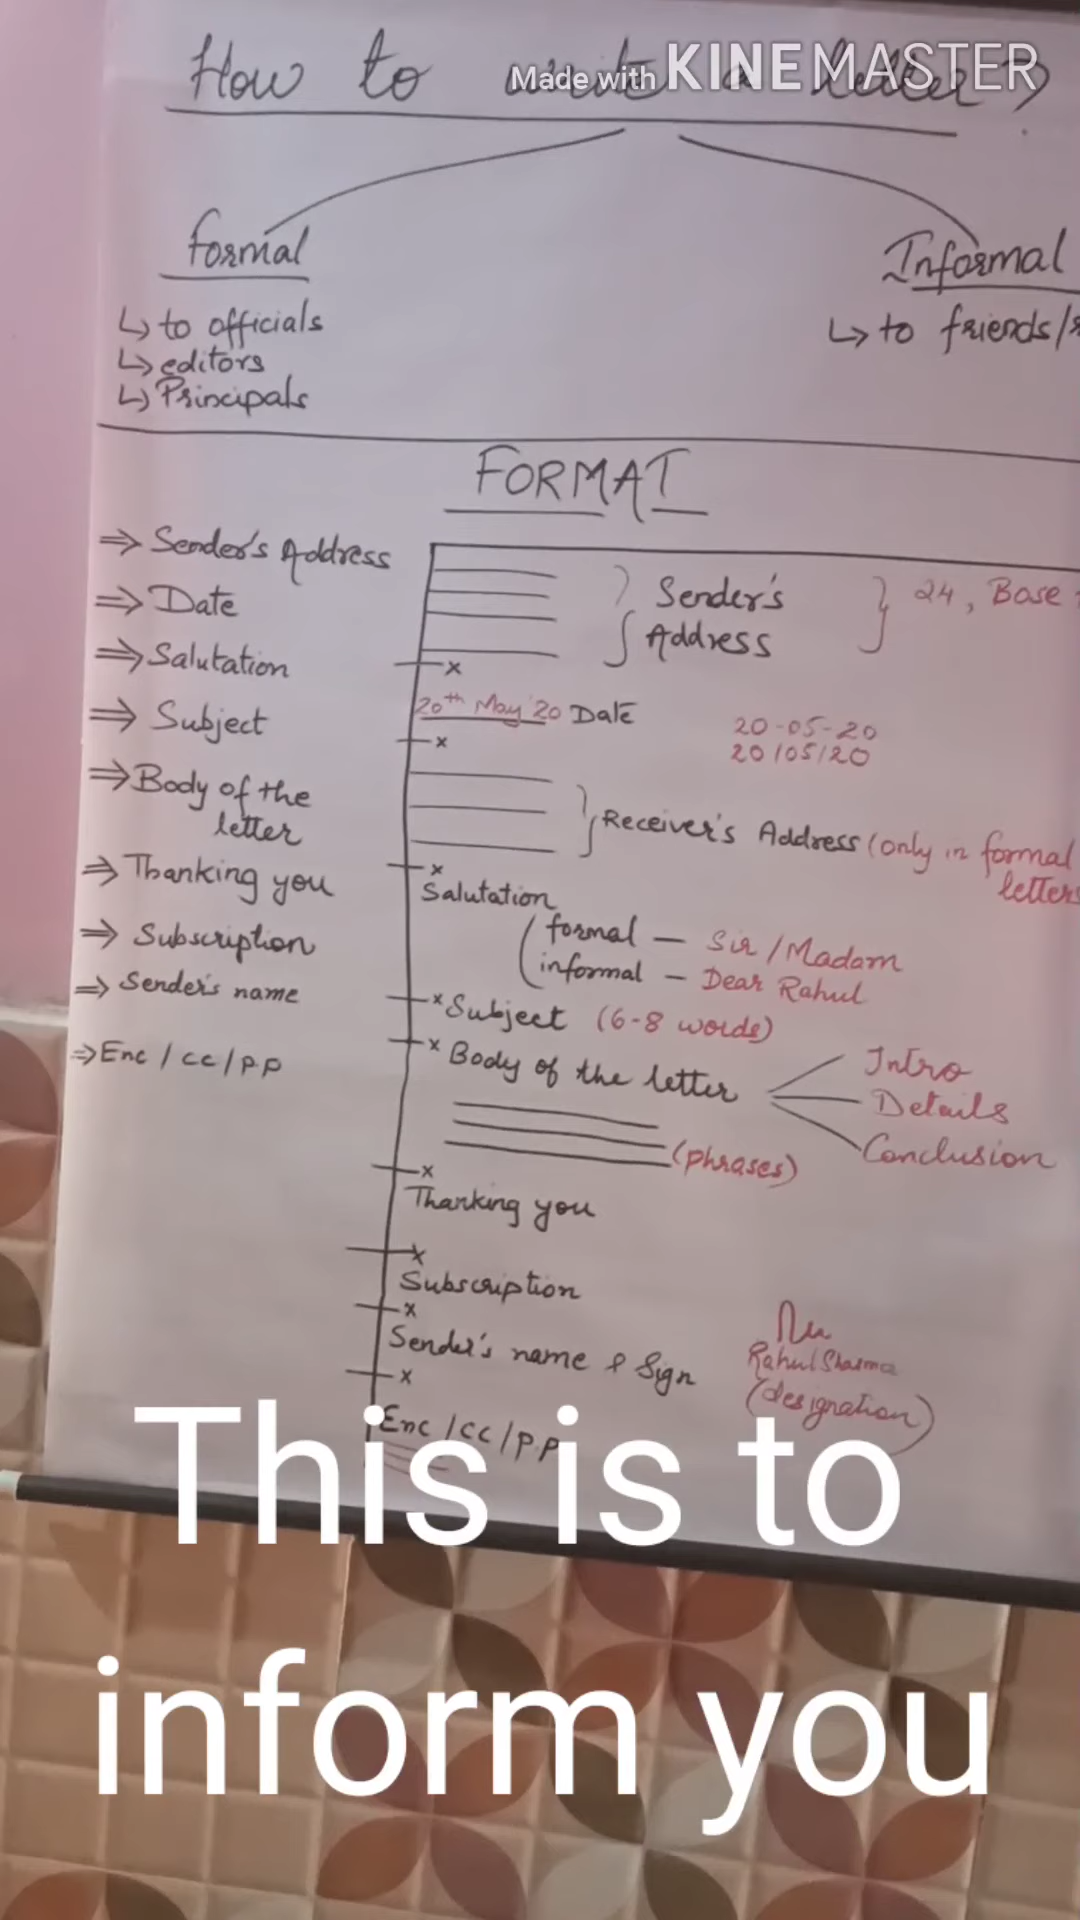 How to write a letter?
Made with KINEMASTER
Formal
Informal
↳ to officials
↳ editors
↳ Principals
↳ to friends/
FORMAT
⇒ Sender's Address
⇒ Date
⇒ Salutation
⇒ Subject
⇒ Body of the
letter
⇒ Thanking you
⇒ Subscription
⇒ Sender's name
⇒ Enc / cc / p.p
Sender's
Address
24, Base
x
20th May '20 Date
20-05-20
20/05/20
x
Receiver's Address (only in formal
letters
x
Salutation
formal — Sir / Madam
informal — Dear Rahul
x Subject (6-8 words)
x Body of the letter
Intro
Details
Conclusion
(phrases)
x
Thanking you
x
Subscription
x
Sender's name & Sign
Rahul Sharma
(designation)
x
Enc / cc / p.p
This is to
inform you